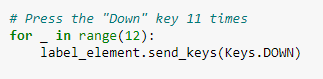 # Press the "Down" key 11 times
for _ in range(12):
    label_element.send_keys(Keys.DOWN)